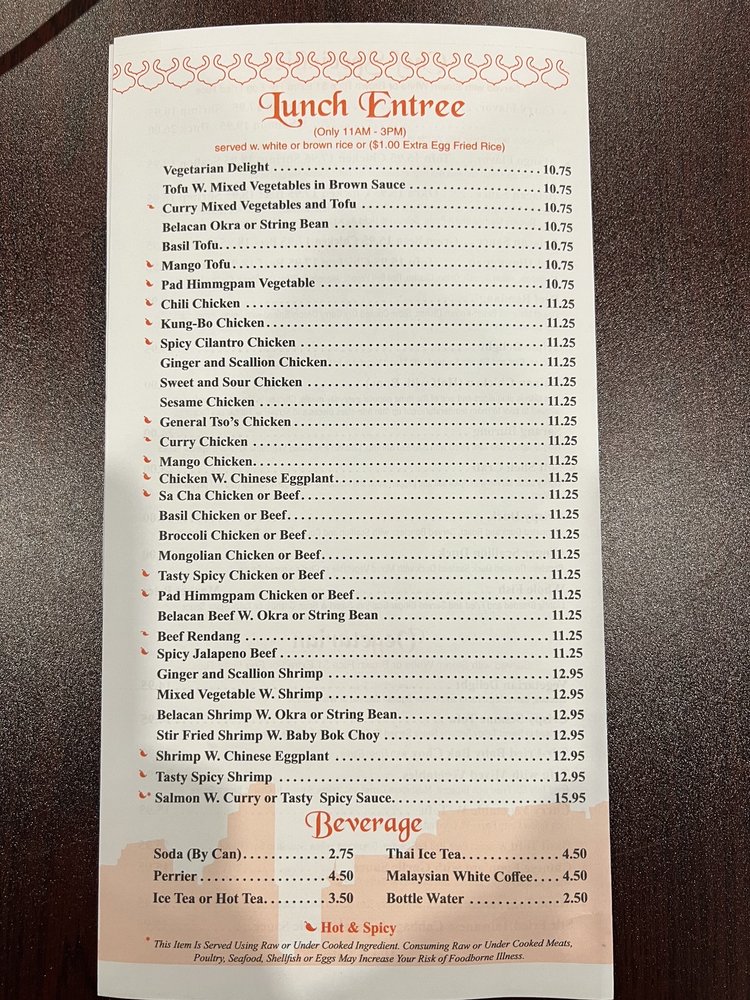 Lunch Entree
(Only 11AM - 3PM)
served w. white or brown rice or ($1.00 Extra Egg Fried Rice)
Vegetarian Delight 10.75
Tofu W. Mixed Vegetables in Brown Sauce 10.75
Curry Mixed Vegetables and Tofu 10.75
Belacan Okra or String Bean 10.75
Basil Tofu 10.75
Mango Tofu 10.75
Pad Himmgpam Vegetable 10.75
Chili Chicken 11.25
Kung-Bo Chicken 11.25
Spicy Cilantro Chicken 11.25
Ginger and Scallion Chicken 11.25
Sweet and Sour Chicken 11.25
Sesame Chicken 11.25
General Tso's Chicken 11.25
Curry Chicken 11.25
Mango Chicken 11.25
Chicken W. Chinese Eggplant 11.25
Sa Cha Chicken or Beef 11.25
Basil Chicken or Beef 11.25
Broccoli Chicken or Beef 11.25
Mongolian Chicken or Beef 11.25
Tasty Spicy Chicken or Beef 11.25
Pad Himmgpam Chicken or Beef 11.25
Belacan Beef W. Okra or String Bean 11.25
Beef Rendang 11.25
Spicy Jalapeno Beef 11.25
Ginger and Scallion Shrimp 12.95
Mixed Vegetable W. Shrimp 12.95
Belacan Shrimp W. Okra or String Bean 12.95
Stir Fried Shrimp W. Baby Bok Choy 12.95
Shrimp W. Chinese Eggplant 12.95
Tasty Spicy Shrimp 12.95
* Salmon W. Curry or Tasty Spicy Sauce 15.95
Beverage
Soda (By Can) 2.75 Thai Ice Tea 4.50
Perrier 4.50 Malaysian White Coffee 4.50
Ice Tea or Hot Tea 3.50 Bottle Water 2.50
Hot & Spicy
* This Item Is Served Using Raw or Under Cooked Ingredient. Consuming Raw or Under Cooked Meats,
Poultry, Seafood, Shellfish or Eggs May Increase Your Risk of Foodborne Illness.